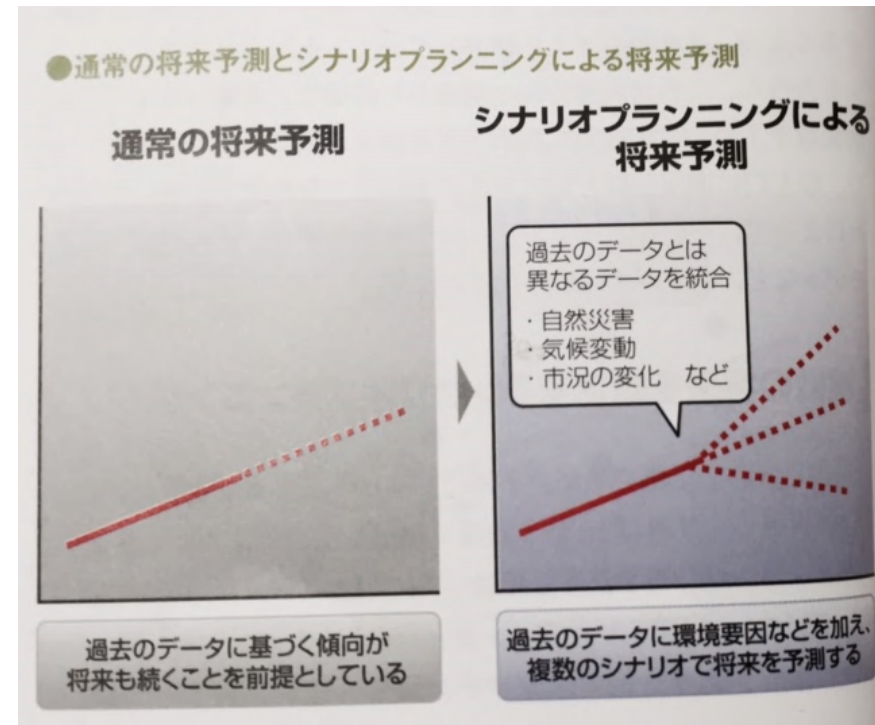 ●通常の将来予測とシナリオプランニングによる将来予測
通常の将来予測
シナリオプランニングによる
将来予測
過去のデータとは
異なるデータを統合
・自然災害
・気候変動
・市況の変化　など
過去のデータに基づく傾向が
将来も続くことを前提としている
過去のデータに環境要因などを加え、
複数のシナリオで将来を予測する